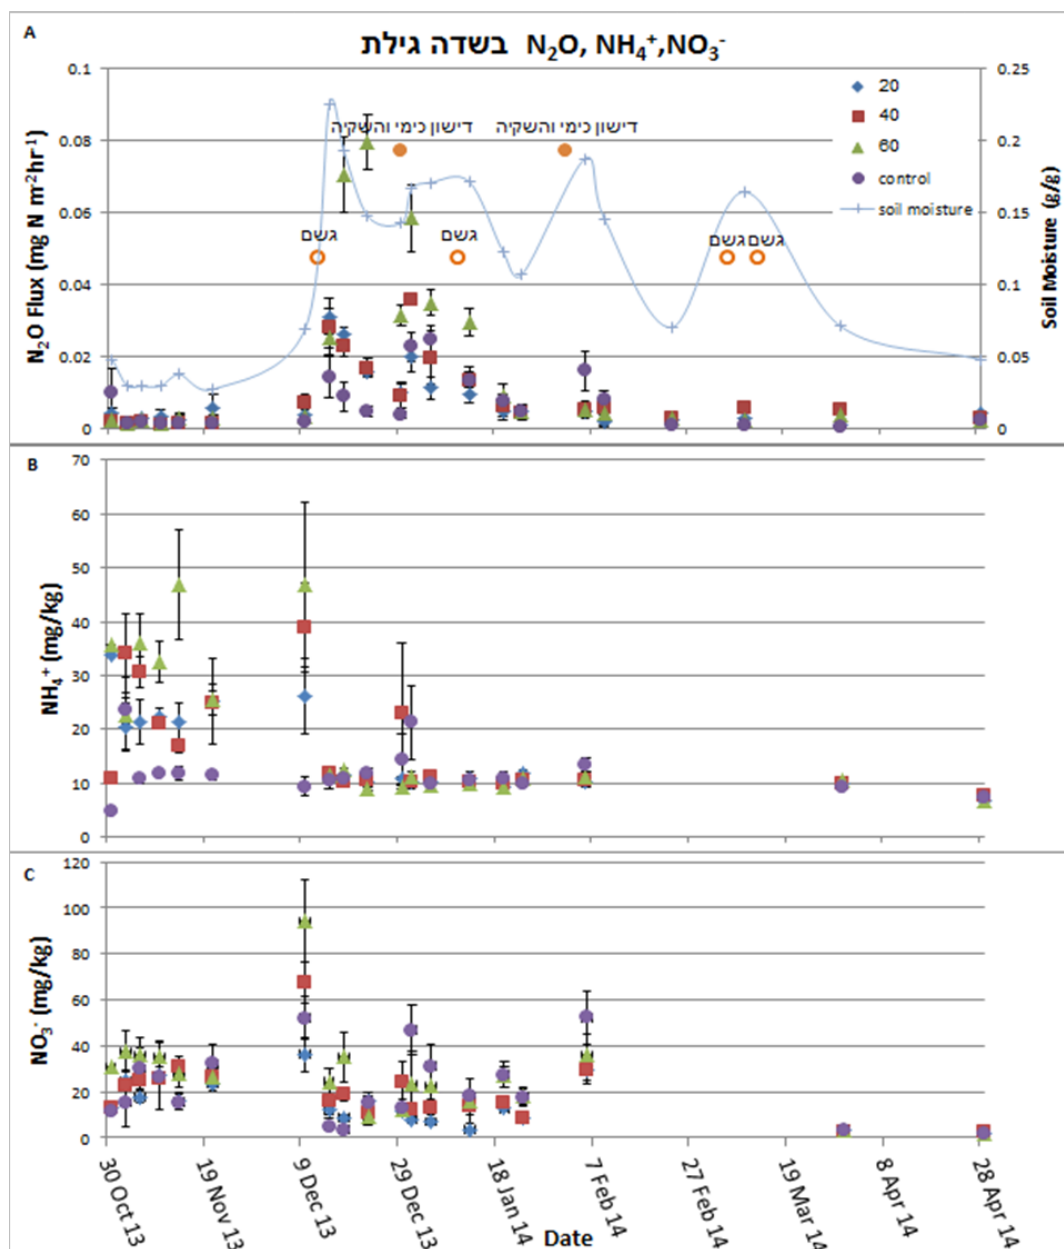 A
N₂O, NH₄⁺,NO₃⁻ בשדה גילת
0.1
0.08
0.06
0.04
0.02
0
N₂O Flux (mg N m⁻²hr⁻¹)
0.25
0.2
0.15
0.1
0.05
0
Soil Moisture (g/g)
20
40
60
control
soil moisture
דישון כימי והשקיה
דישון כימי והשקיה
גשם
גשם
גשם
גשם
B
70
60
50
40
30
20
10
0
NH₄⁺ (mg/kg)
C
120
100
80
60
40
20
0
NO₃⁻ (mg/kg)
30 Oct 13
19 Nov 13
9 Dec 13
29 Dec 13
18 Jan 14
7 Feb 14
27 Feb 14
19 Mar 14
8 Apr 14
28 Apr 14
Date